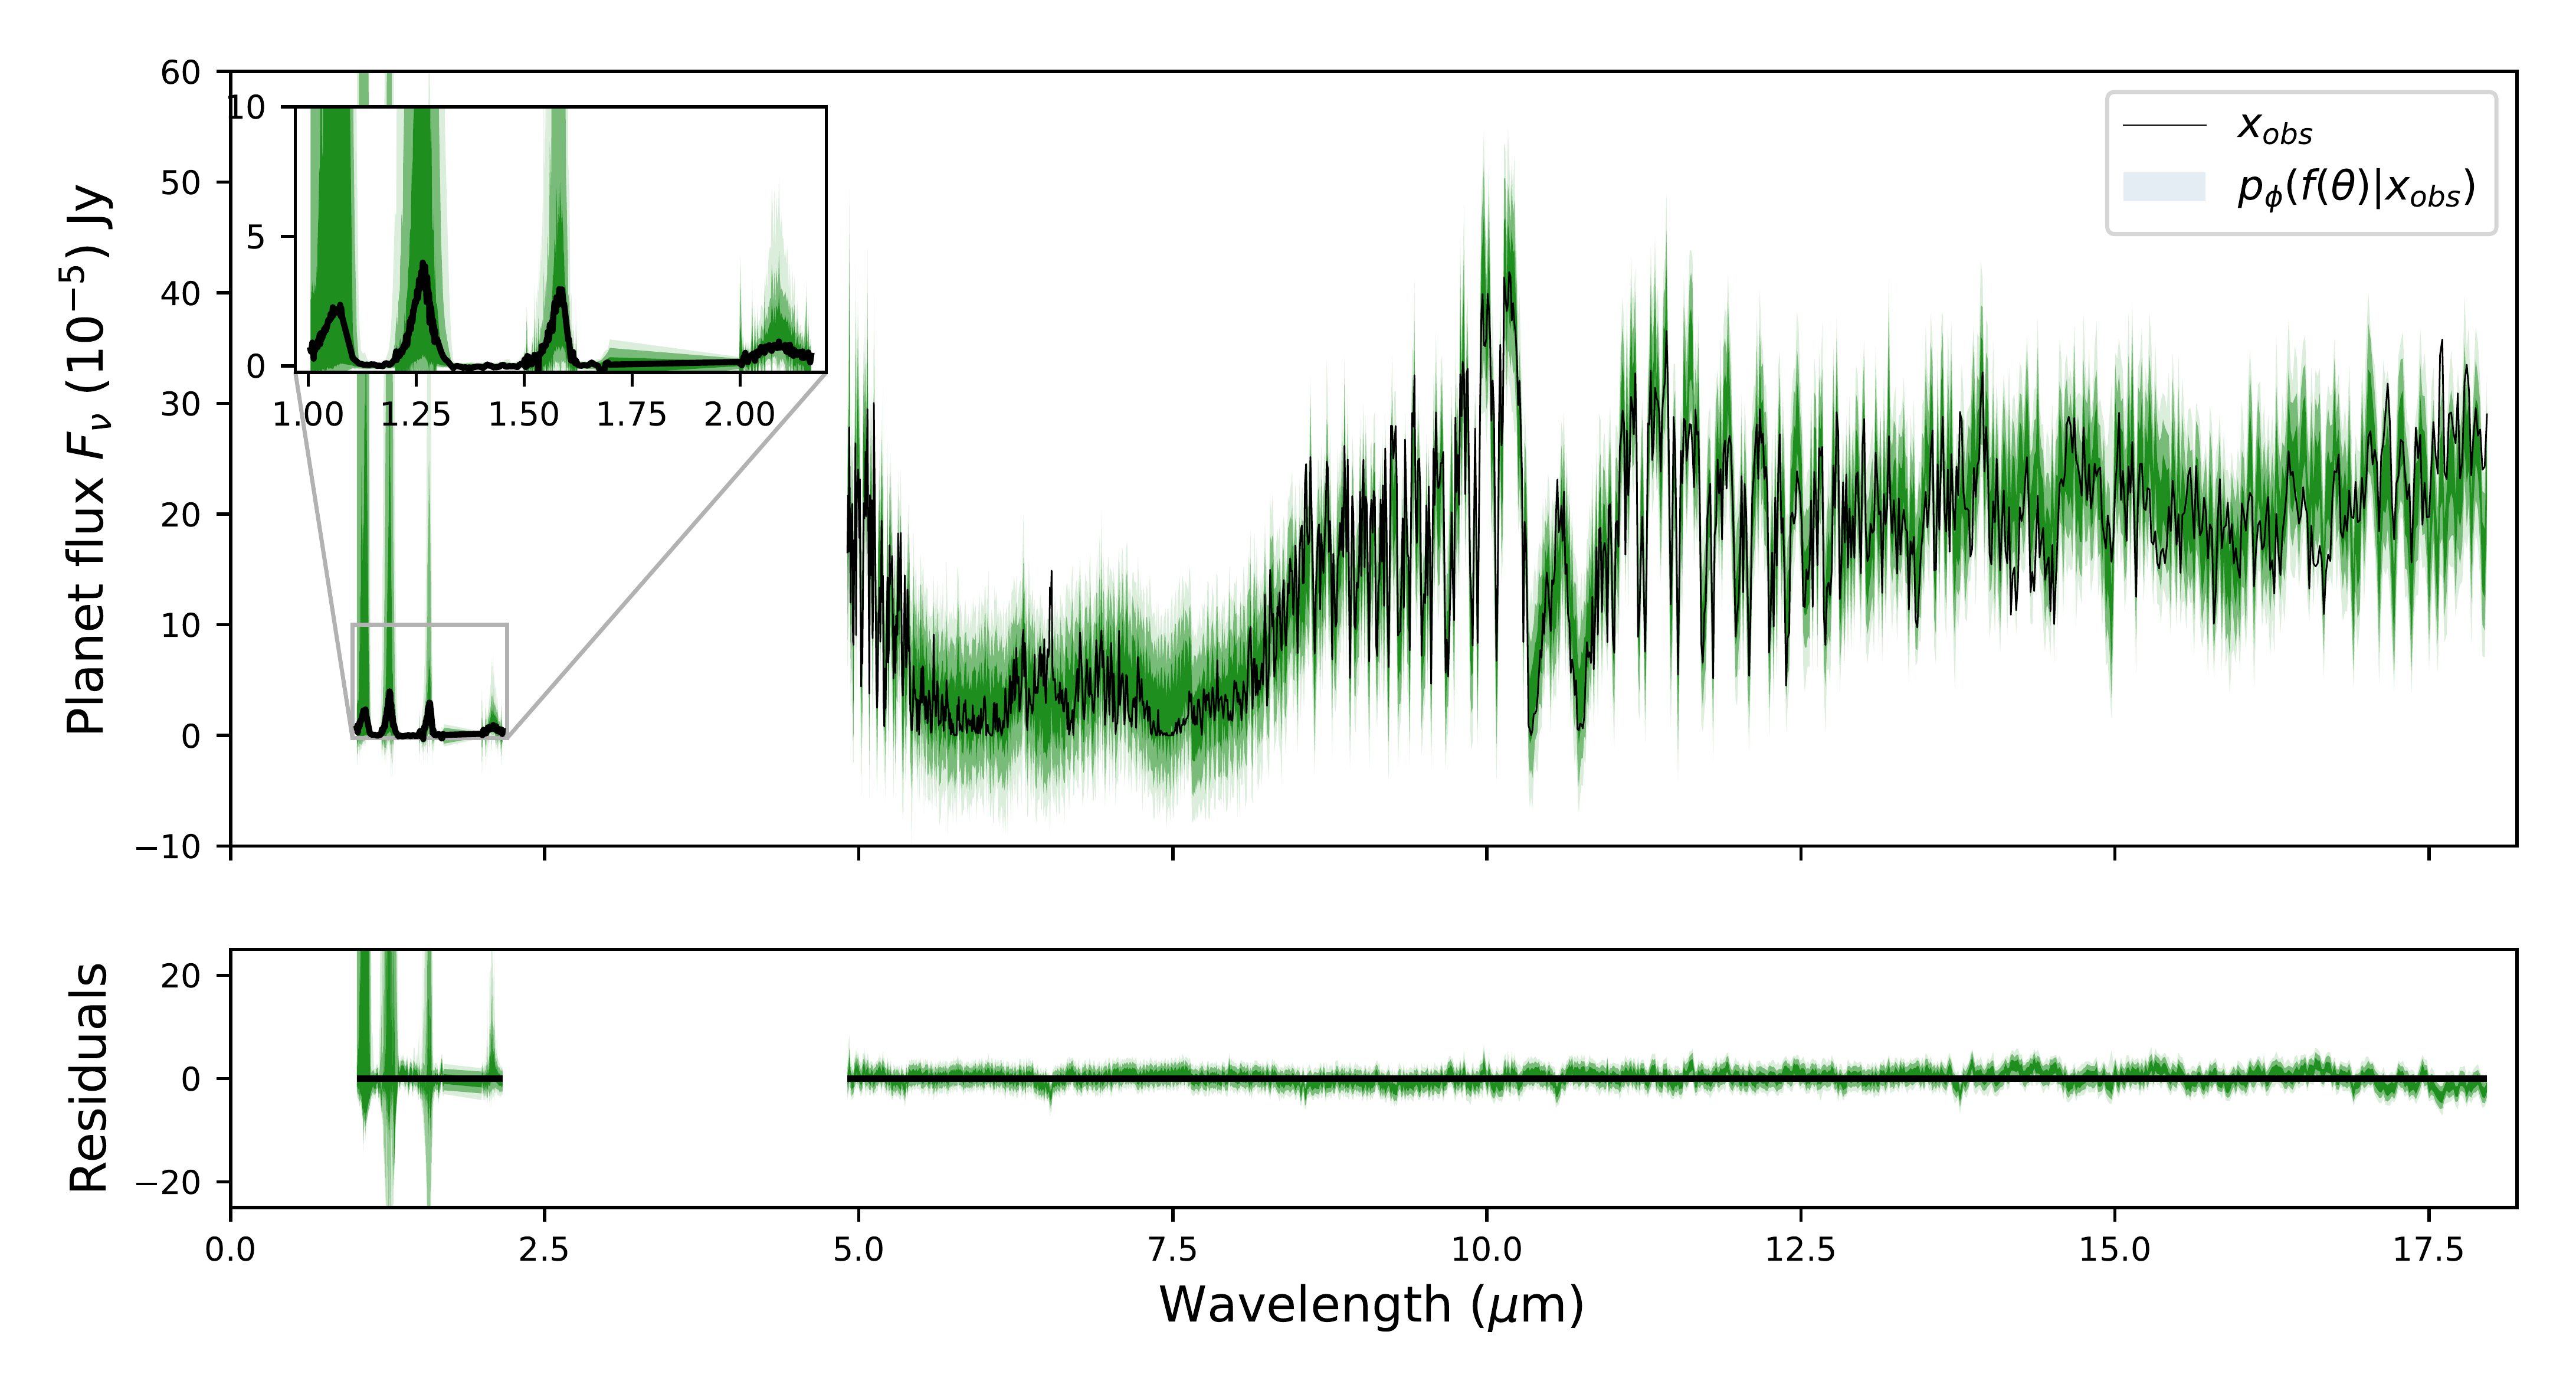 Planet flux Fν (10⁻⁵) Jy
60
50
40
30
20
10
0
−10
10
5
0
1.00 1.25 1.50 1.75 2.00
x_obs
p_ϕ(f(θ)|x_obs)
Residuals
20
0
−20
0.0 2.5 5.0 7.5 10.0 12.5 15.0 17.5
Wavelength (μm)